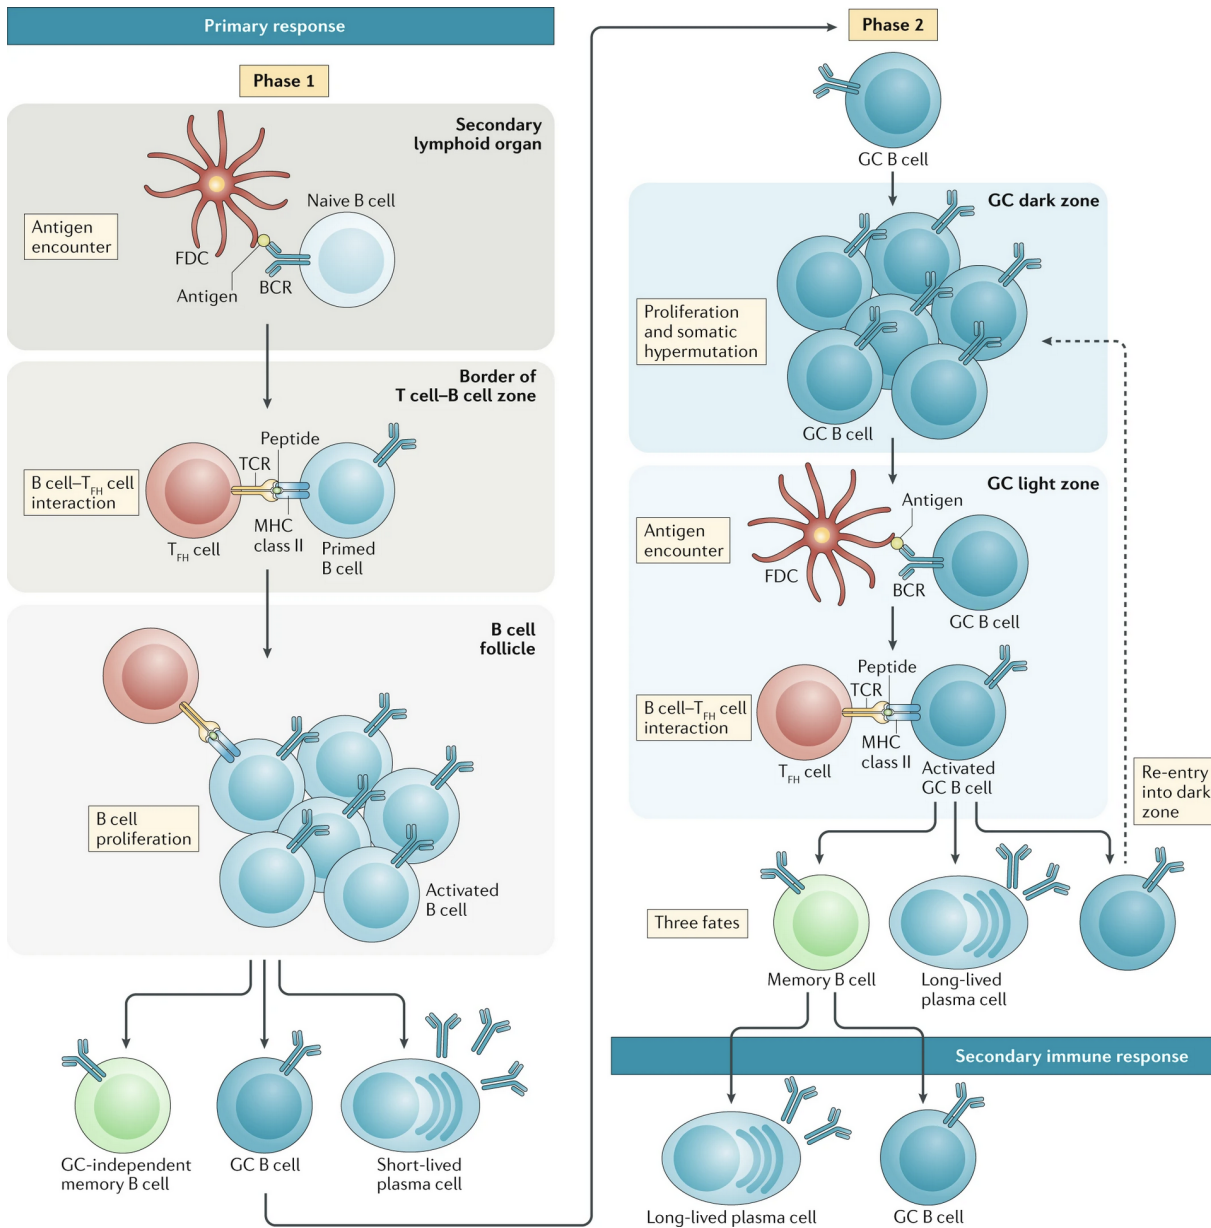 Primary response
Phase 1
Secondary
lymphoid organ
Antigen
encounter
FDC
Naive B cell
Antigen
BCR
Border of
T cell–B cell zone
B cell–TFH cell
interaction
TCR
Peptide
MHC
class II
TFH cell
Primed
B cell
B cell
follicle
B cell
proliferation
Activated
B cell
GC-independent
memory B cell
GC B cell
Short-lived
plasma cell
Phase 2
GC B cell
GC dark zone
Proliferation
and somatic
hypermutation
GC B cell
GC light zone
Antigen
encounter
Antigen
FDC
BCR
GC B cell
B cell–TFH cell
interaction
Peptide
TCR
MHC
class II
TFH cell
Activated
GC B cell
Re-entry
into dark
zone
Three fates
Memory B cell
Long-lived
plasma cell
Secondary immune response
Long-lived plasma cell
GC B cell